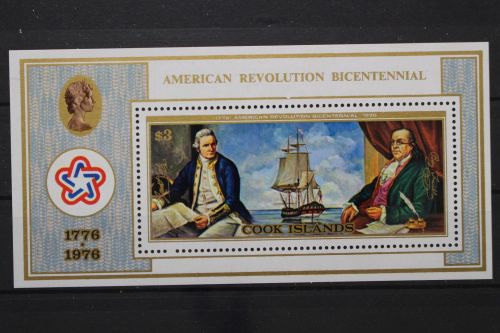 AMERICAN REVOLUTION BICENTENNIAL
1776 AMERICAN REVOLUTION BICENTENNIAL 1976
$3
COOK ISLANDS
1776
1976